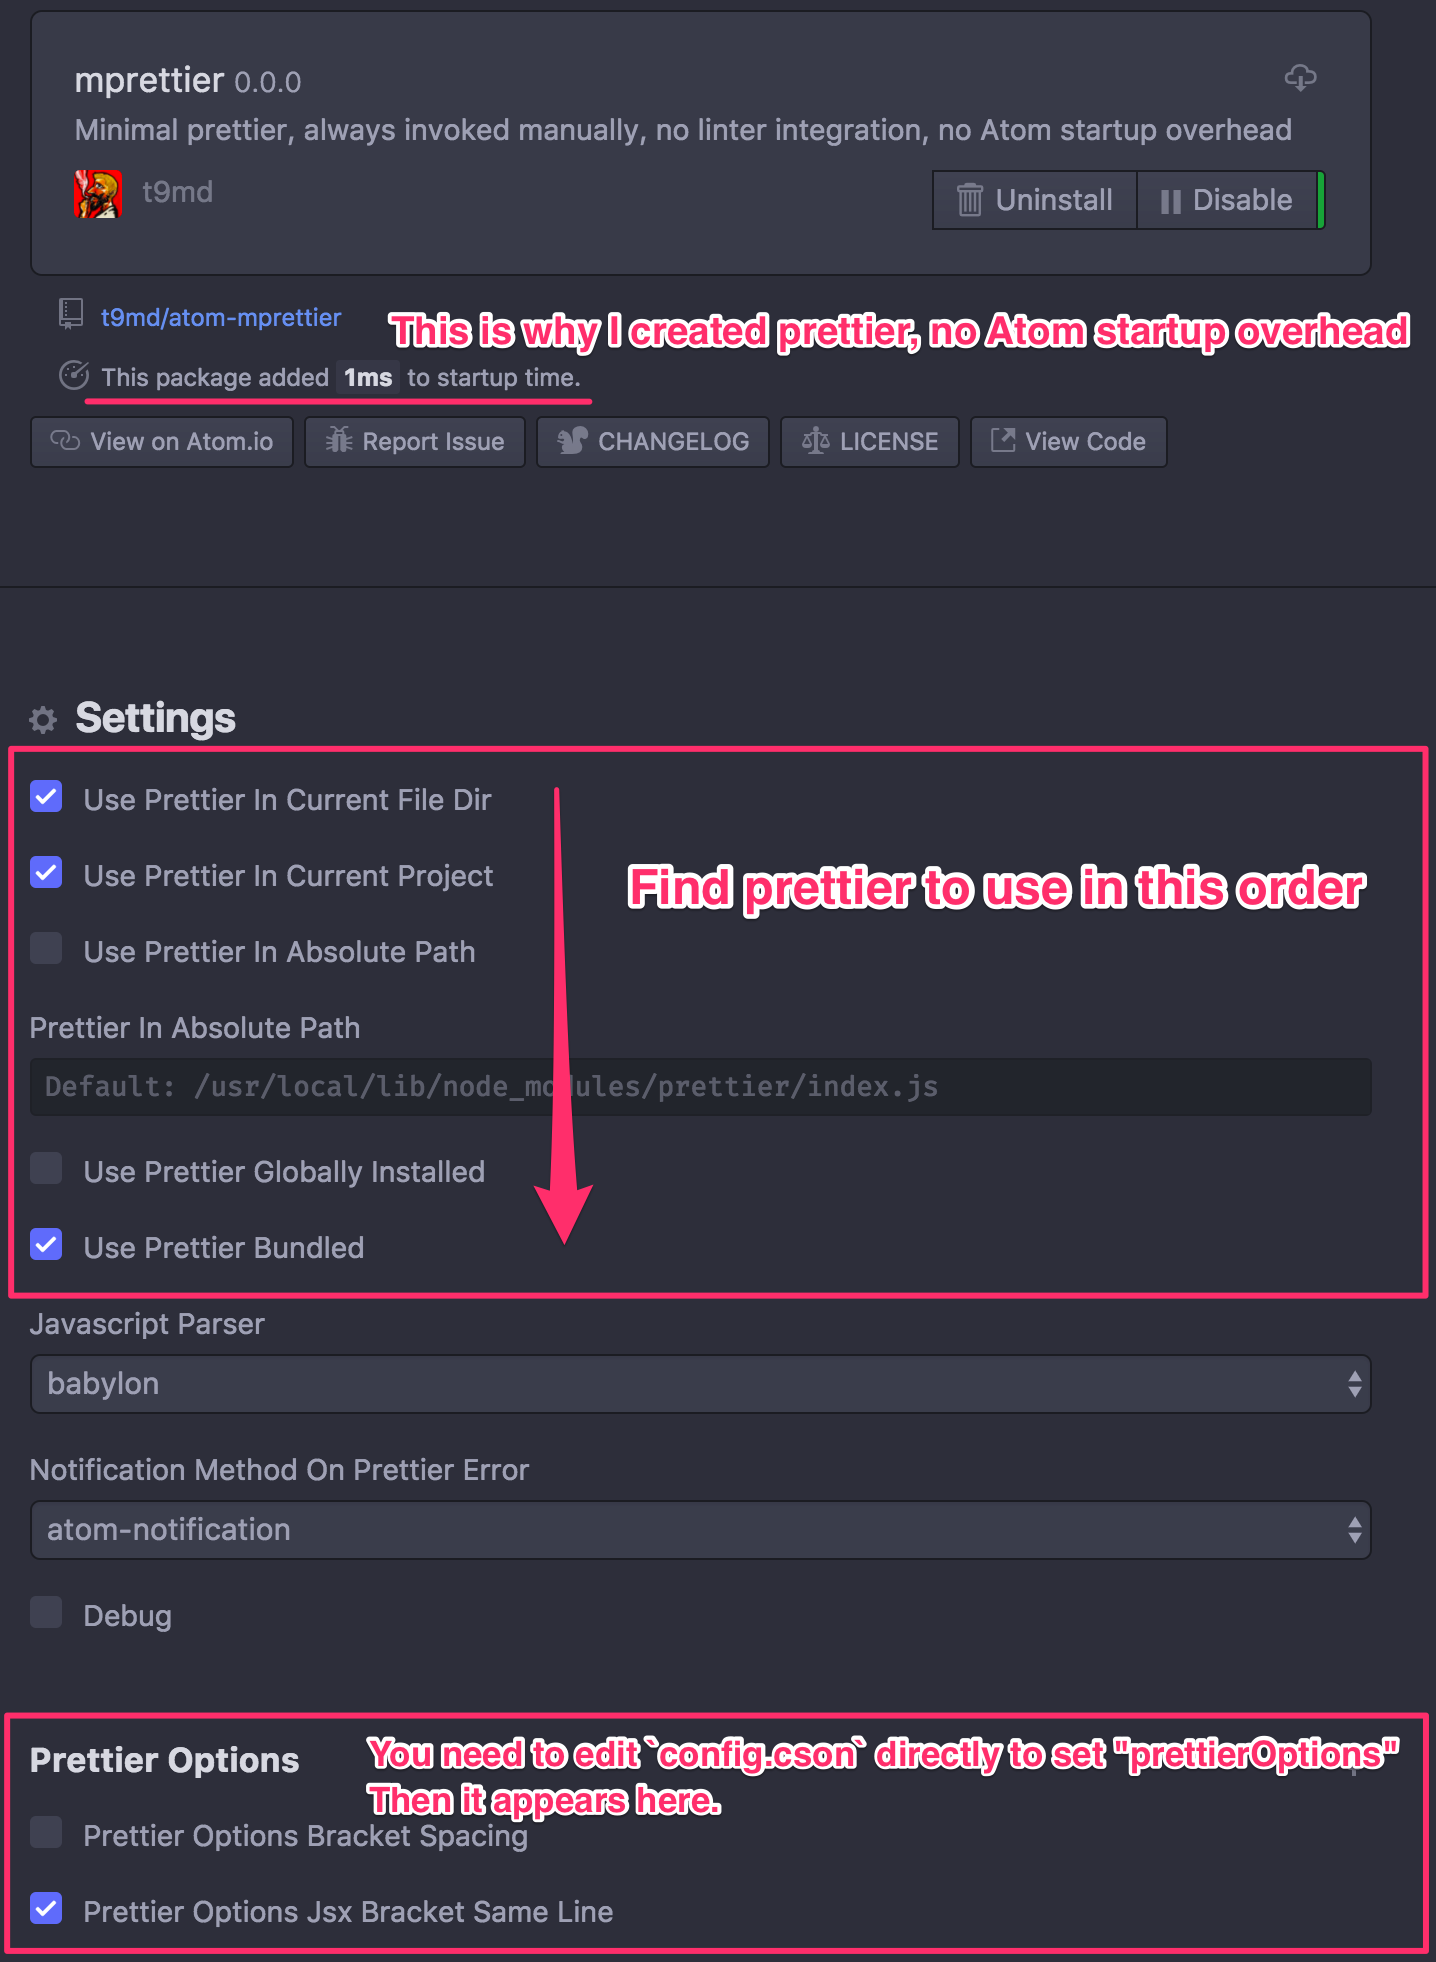 mprettier 0.0.0
Minimal prettier, always invoked manually, no linter integration, no Atom startup overhead
t9md
Uninstall
Disable
t9md/atom-mprettier
This is why I created prettier, no Atom startup overhead
This package added 1ms to startup time.
View on Atom.io
Report Issue
CHANGELOG
LICENSE
View Code
Settings
Use Prettier In Current File Dir
Use Prettier In Current Project
Find prettier to use in this order
Use Prettier In Absolute Path
Prettier In Absolute Path
Default: /usr/local/lib/node_modules/prettier/index.js
Use Prettier Globally Installed
Use Prettier Bundled
Javascript Parser
babylon
Notification Method On Prettier Error
atom-notification
Debug
Prettier Options
You need to edit `config.cson` directly to set "prettierOptions"
Then it appears here.
Prettier Options Bracket Spacing
Prettier Options Jsx Bracket Same Line